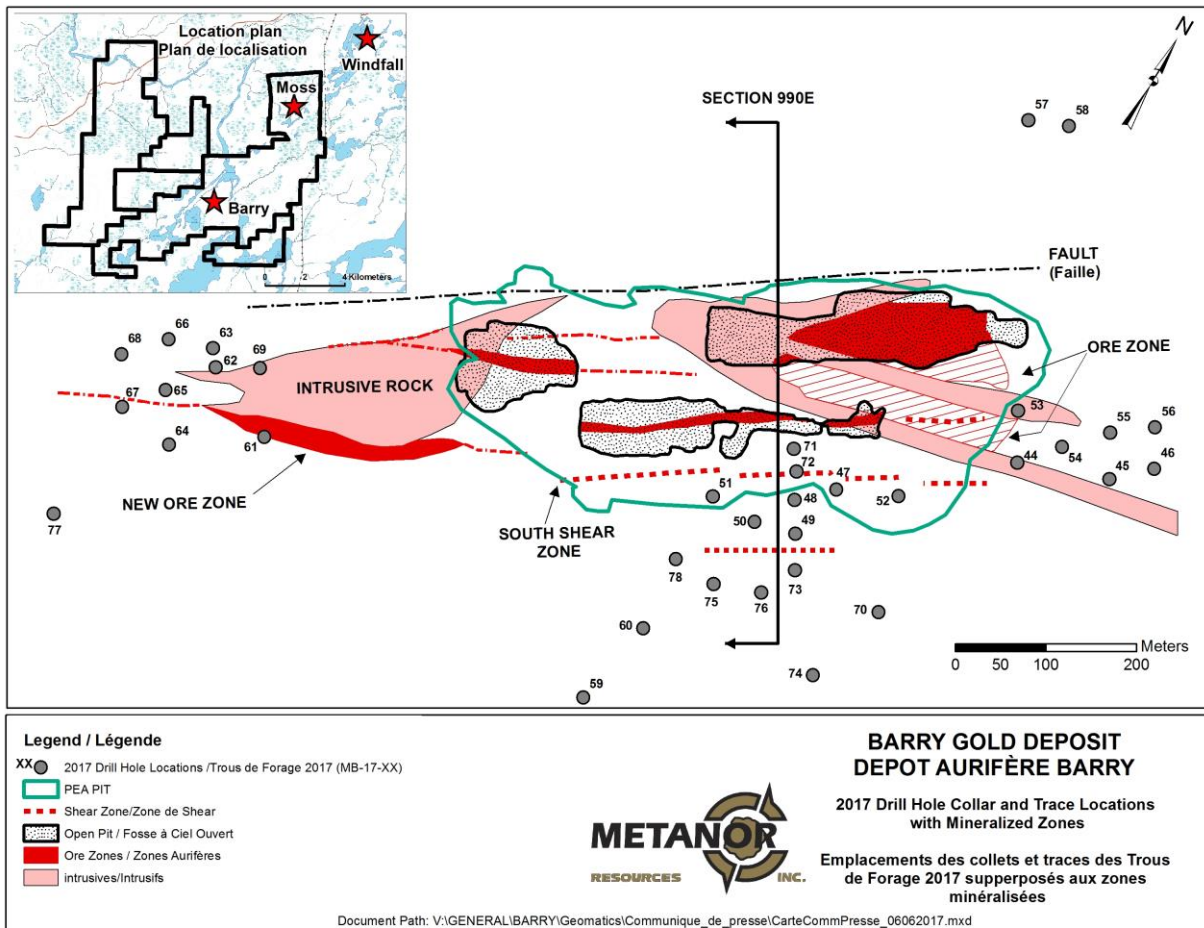 Location plan
Plan de localisation
Windfall
Moss
Barry
0 2 4 Kilometers
N
SECTION 990E
57
58
FAULT
(Faille)
66
68
63
62
69
ORE ZONE
INTRUSIVE ROCK
67
65
53
56
55
64
61
71
54
44
46
72
47
45
NEW ORE ZONE
51
48
52
77
SOUTH SHEAR
ZONE
50
49
78
75
76
73
70
60
74
59
Meters
0 50 100 200
Legend / Légende
XX 2017 Drill Hole Locations /Trous de Forage 2017 (MB-17-XX)
PEA PIT
Shear Zone/Zone de Shear
Open Pit / Fosse à Ciel Ouvert
Ore Zones / Zones Aurifères
intrusives/Intrusifs
METANOR
RESOURCES INC.
BARRY GOLD DEPOSIT
DEPOT AURIFÈRE BARRY
2017 Drill Hole Collar and Trace Locations
with Mineralized Zones
Emplacements des collets et traces des Trous
de Forage 2017 supperposés aux zones
minéralisées
Document Path: V:\GENERAL\BARRY\Geomatics\Communique_de_presse\CarteCommPresse_06062017.mxd